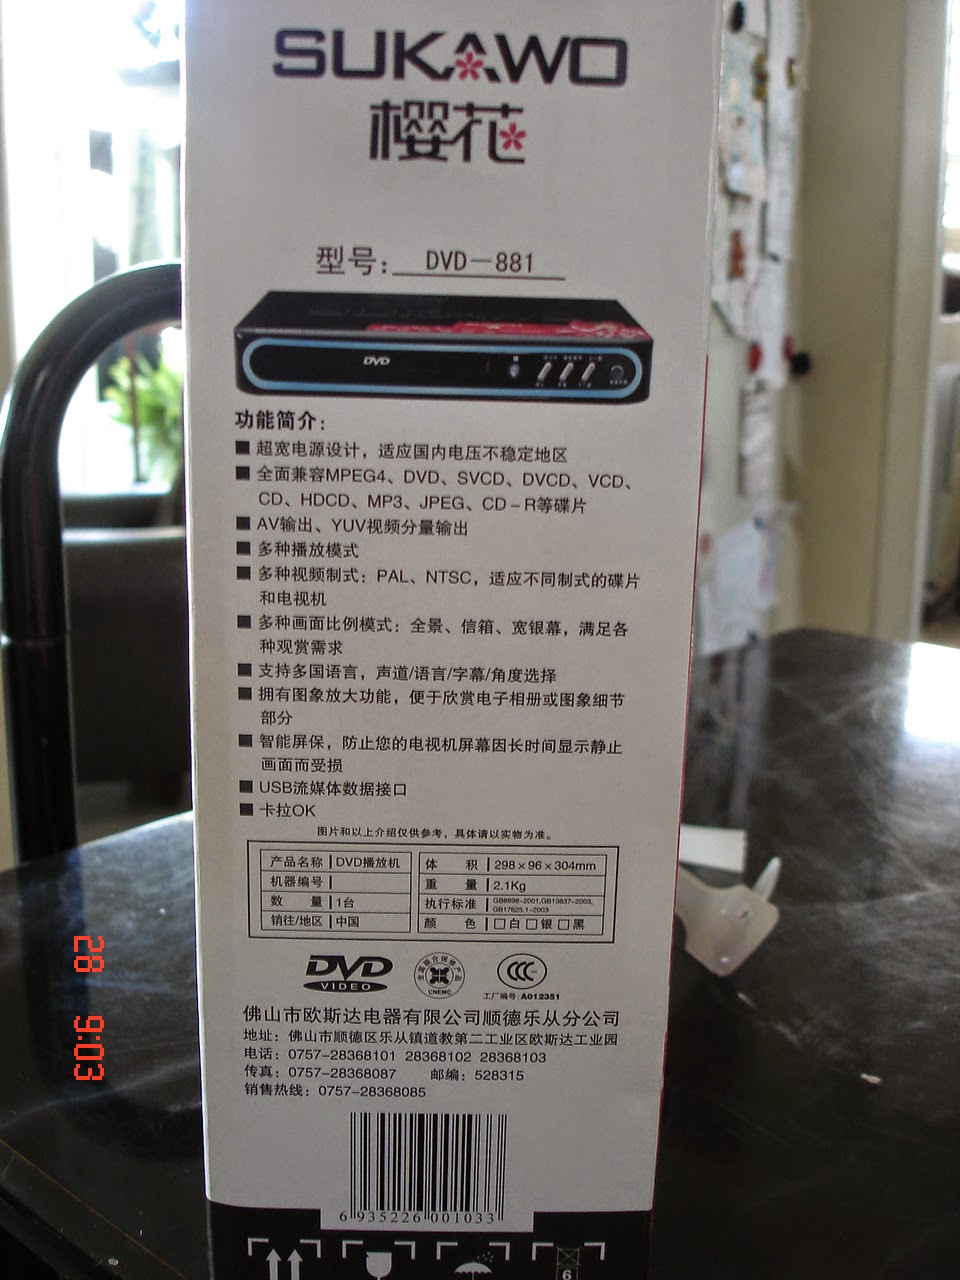 SUKAWO
樱花
型号: DVD-881
DVD
功能简介:
■ 超宽电源设计，适应国内电压不稳定地区
■ 全面兼容MPEG4、DVD、SVCD、DVCD、VCD、
CD、HDCD、MP3、JPEG、CD-R等碟片
■ AV输出、YUV视频分量输出
■ 多种播放模式
■ 多种视频制式: PAL、NTSC，适应不同制式的碟片
和电视机
■ 多种画面比例模式: 全景、信箱、宽银幕，满足各
种观赏需求
■ 支持多国语言，声道/语言/字幕/角度选择
■ 拥有图象放大功能，便于欣赏电子相册或图象细节
部分
■ 智能屏保，防止您的电视机屏幕因长时间显示静止
画面而受损
■ USB流媒体数据接口
■ 卡拉OK
图片和以上介绍仅供参考，具体请以实物为准。
产品名称 DVD播放机
机器编号
数 量 1台
销往/地区 中国
体 积 298×96×304mm
重 量 2.1Kg
执行标准 GB8898-2001,GB13837-2003,
GB17625.1-2003
颜 色 □白□银□黑
DVD
VIDEO
全国联合保修产品
CNEMC
CCC
工厂编号: A012351
佛山市欧斯达电器有限公司顺德乐从分公司
地址: 佛山市顺德区乐从镇道教第二工业区欧斯达工业园
电话: 0757-28368101 28368102 28368103
传真: 0757-28368087 邮编: 528315
销售热线: 0757-28368085
6 935226 001033
6
28 9:03